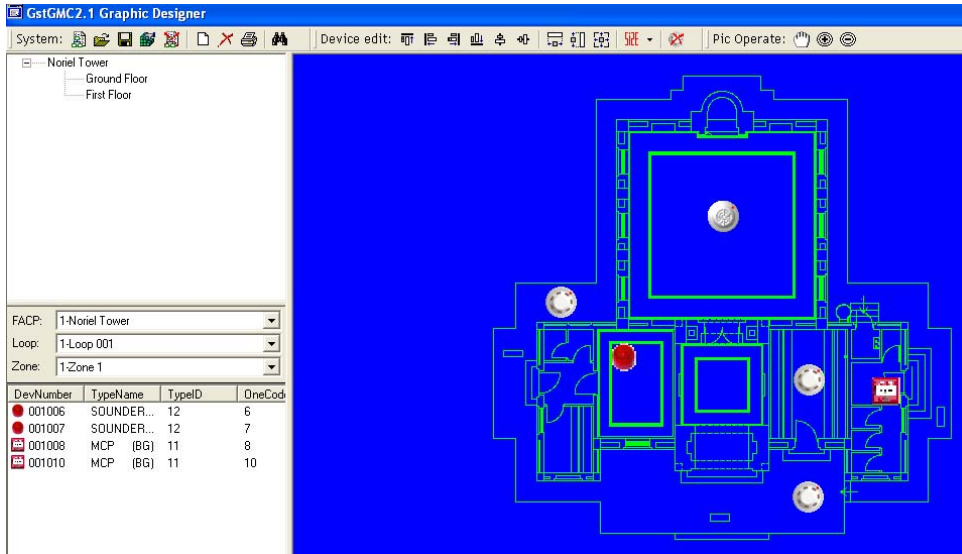 GstGMC2.1 Graphic Designer
System: Device edit: SIZE Pic Operate:
Noriel Tower
Ground Floor
First Floor
FACP: 1-Noriel Tower
Loop: 1-Loop 001
Zone: 1-Zone 1
DevNumber TypeName TypeID OneCod
001006 SOUNDER... 12 6
001007 SOUNDER... 12 7
001008 MCP (BG) 11 8
001010 MCP (BG) 11 10